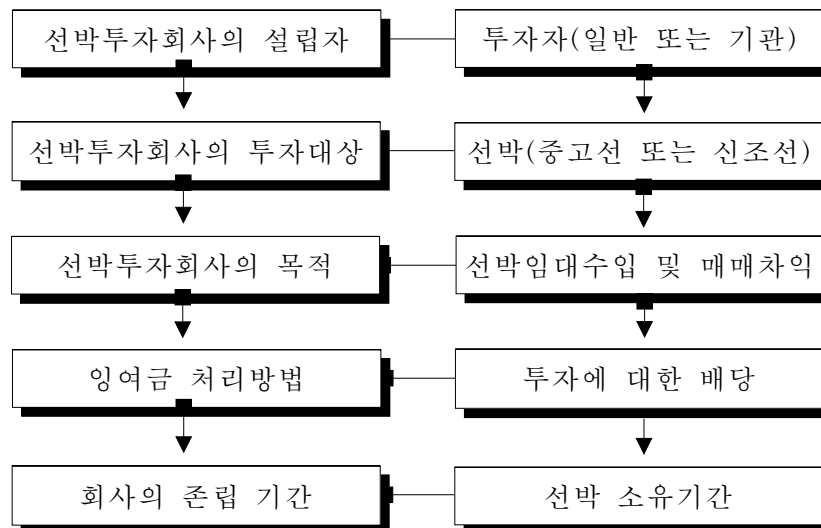 선박투자회사의 설립자
투자자(일반 또는 기관)
선박투자회사의 투자대상
선박(중고선 또는 신조선)
선박투자회사의 목적
선박임대수입 및 매매차익
잉여금 처리방법
투자에 대한 배당
회사의 존립 기간
선박 소유기간